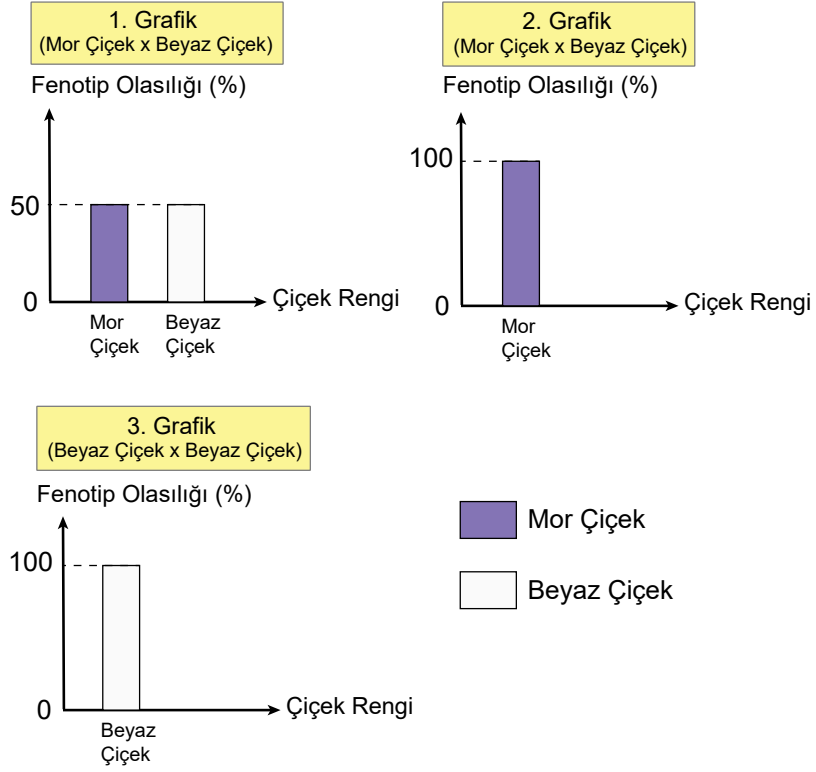 1. Grafik
(Mor Çiçek x Beyaz Çiçek)
Fenotip Olasılığı (%)
50
0
Mor
Çiçek
Beyaz
Çiçek
Çiçek Rengi
2. Grafik
(Mor Çiçek x Beyaz Çiçek)
Fenotip Olasılığı (%)
100
0
Mor
Çiçek
Çiçek Rengi
3. Grafik
(Beyaz Çiçek x Beyaz Çiçek)
Fenotip Olasılığı (%)
100
0
Beyaz
Çiçek
Çiçek Rengi
Mor Çiçek
Beyaz Çiçek